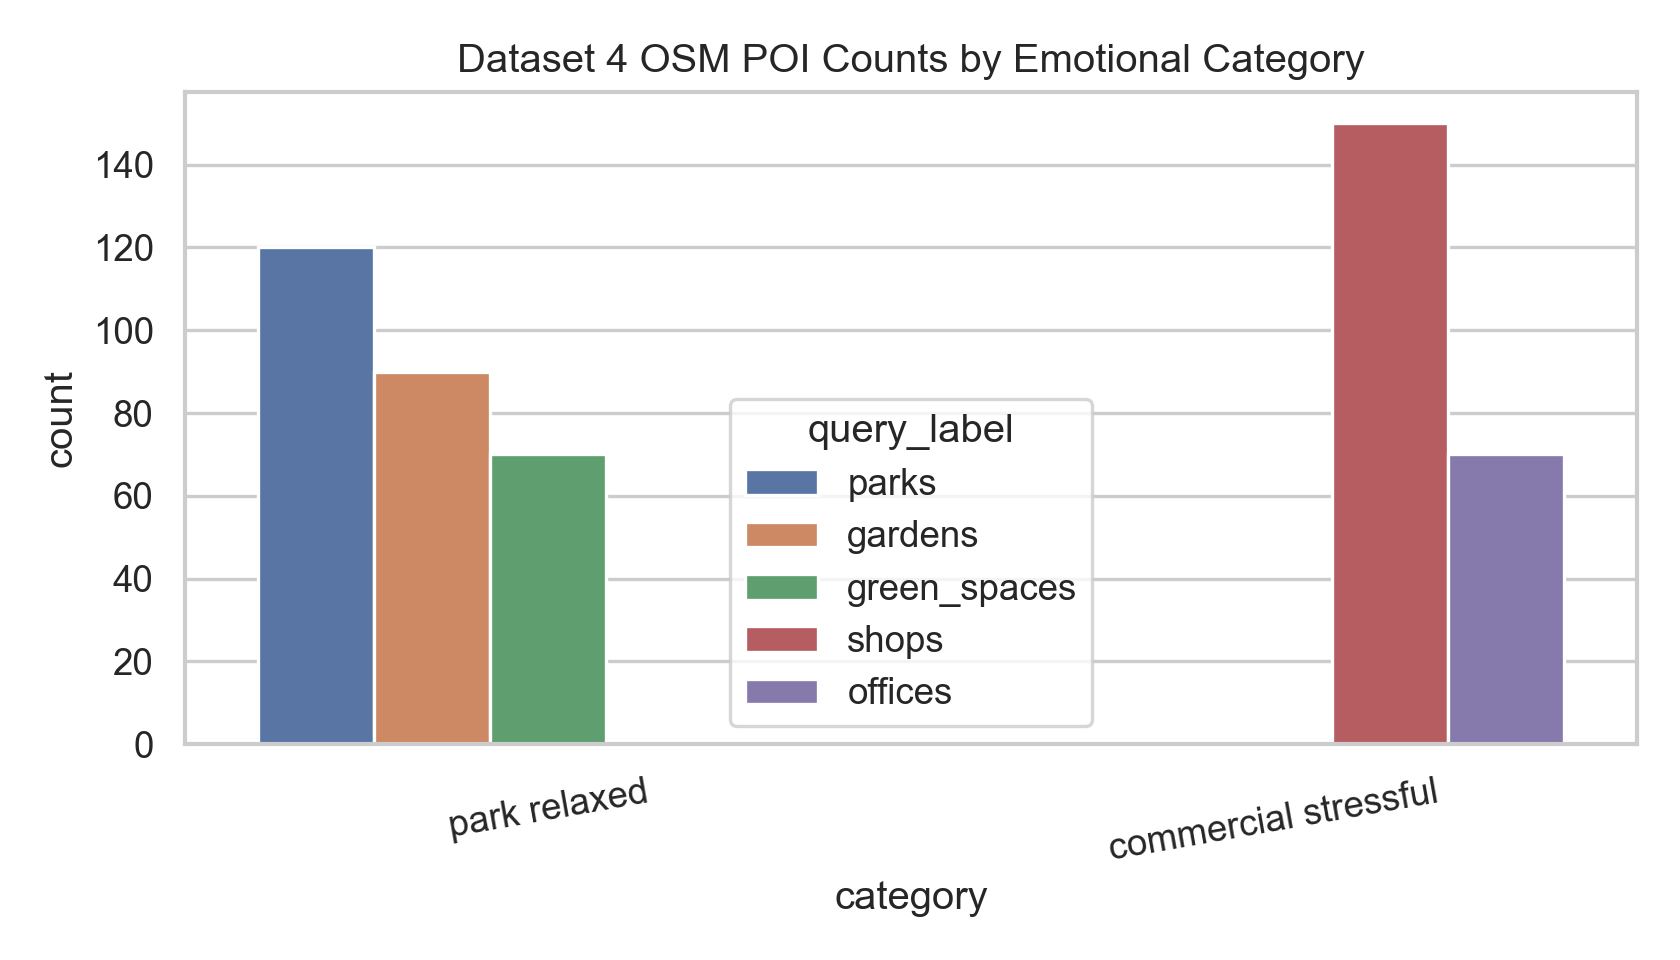 Dataset 4 OSM POI Counts by Emotional Category
count
140
120
100
80
60
40
20
0
query_label
parks
gardens
green_spaces
shops
offices
park relaxed
commercial stressful
category